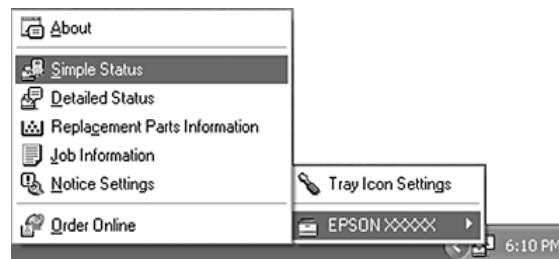 About
Simple Status
Detailed Status
Replacement Parts Information
Job Information
Notice Settings
Order Online
Tray Icon Settings
EPSON XXXXX
6:10 PM